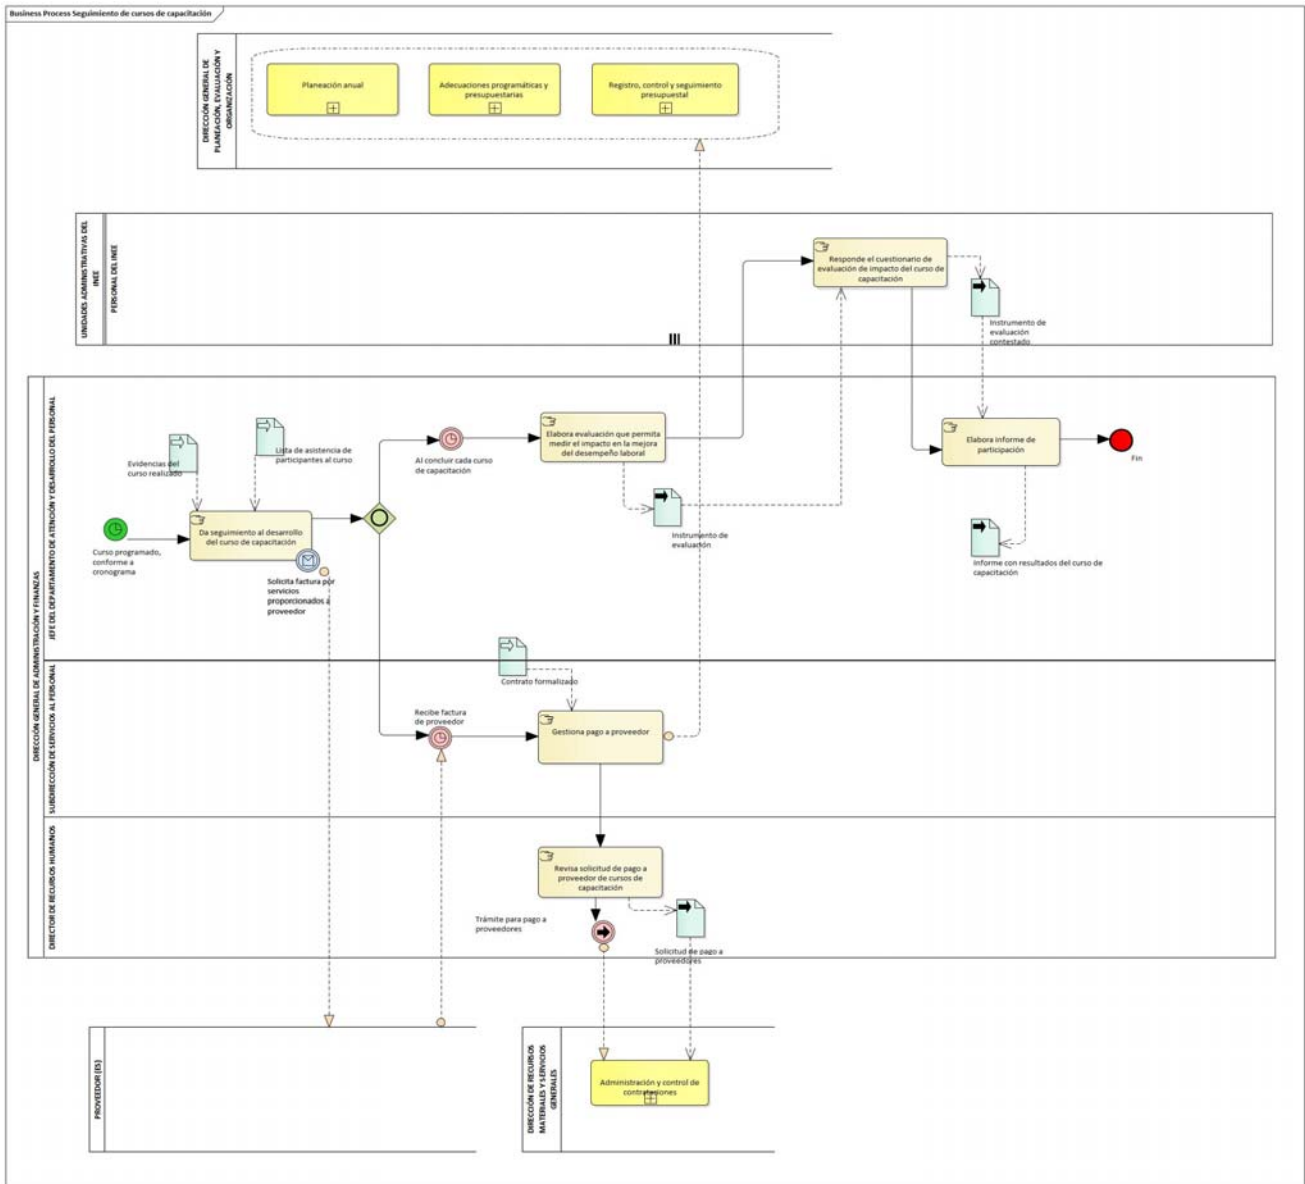 Business Process Seguimiento de cursos de capacitación
DIRECCIÓN GENERAL DE
PLANEACIÓN, EVALUACIÓN Y
ORGANIZACIÓN
Planeación anual
Adecuaciones programáticas y
presupuestarias
Registro, control y seguimiento
presupuestal
UNIDADES ADMINISTRATIVAS DEL
INEE
PERSONAL DEL INEE
Responde el cuestionario de
evaluación de impacto del curso de
capacitación
Instrumento de
evaluación
contestado
DIRECCIÓN GENERAL DE ADMINISTRACIÓN Y FINANZAS
JEFE DEL DEPARTAMENTO DE ATENCIÓN Y DESARROLLO DEL PERSONAL
Evidencias del
curso realizado
Lista de asistencia de
participantes al curso
Curso programado,
conforme a
cronograma
Da seguimiento al desarrollo
del curso de capacitación
Solicita factura por
servicios
proporcionados a
proveedor
Al concluir cada curso
de capacitación
Elabora evaluación que permita
medir el impacto en la mejora
del desempeño laboral
Instrumento de
evaluación
Elabora informe de
participación
Fin
Informe con resultados del curso de
capacitación
SUBDIRECCIÓN DE SERVICIOS AL PERSONAL
Contrato formalizado
Recibe factura
de proveedor
Gestiona pago a proveedor
DIRECTOR DE RECURSOS HUMANOS
Revisa solicitud de pago a
proveedor de cursos de
capacitación
Trámite para pago a
proveedores
Solicitud de pago a
proveedores
PROVEEDOR (ES)
DIRECCIÓN DE RECURSOS
MATERIALES Y SERVICIOS
GENERALES
Administración y control de
contrataciones